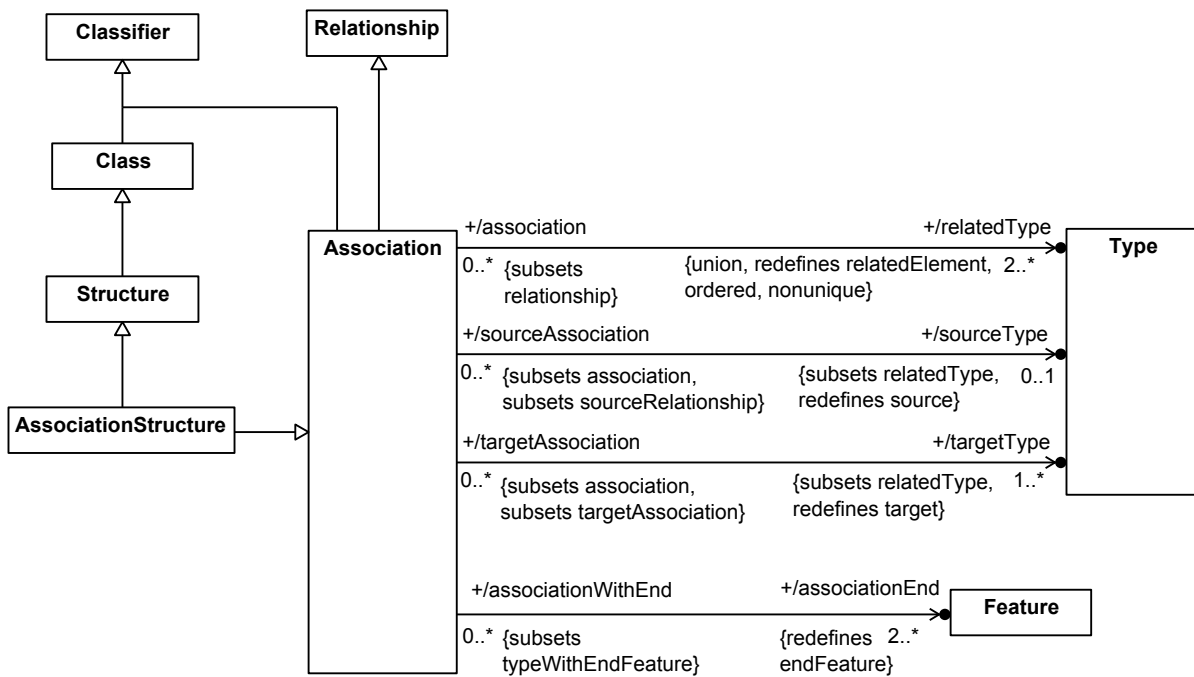 Classifier
Relationship
Class
Structure
AssociationStructure
Association
+/association
+/relatedType
0..*
{subsets
relationship}
{union, redefines relatedElement,
ordered, nonunique}
2..*
Type
+/sourceAssociation
+/sourceType
0..*
{subsets association,
subsets sourceRelationship}
{subsets relatedType,
redefines source}
0..1
+/targetAssociation
+/targetType
0..*
{subsets association,
subsets targetAssociation}
{subsets relatedType,
redefines target}
1..*
+/associationWithEnd
+/associationEnd
0..*
{subsets
typeWithEndFeature}
{redefines
endFeature}
2..*
Feature